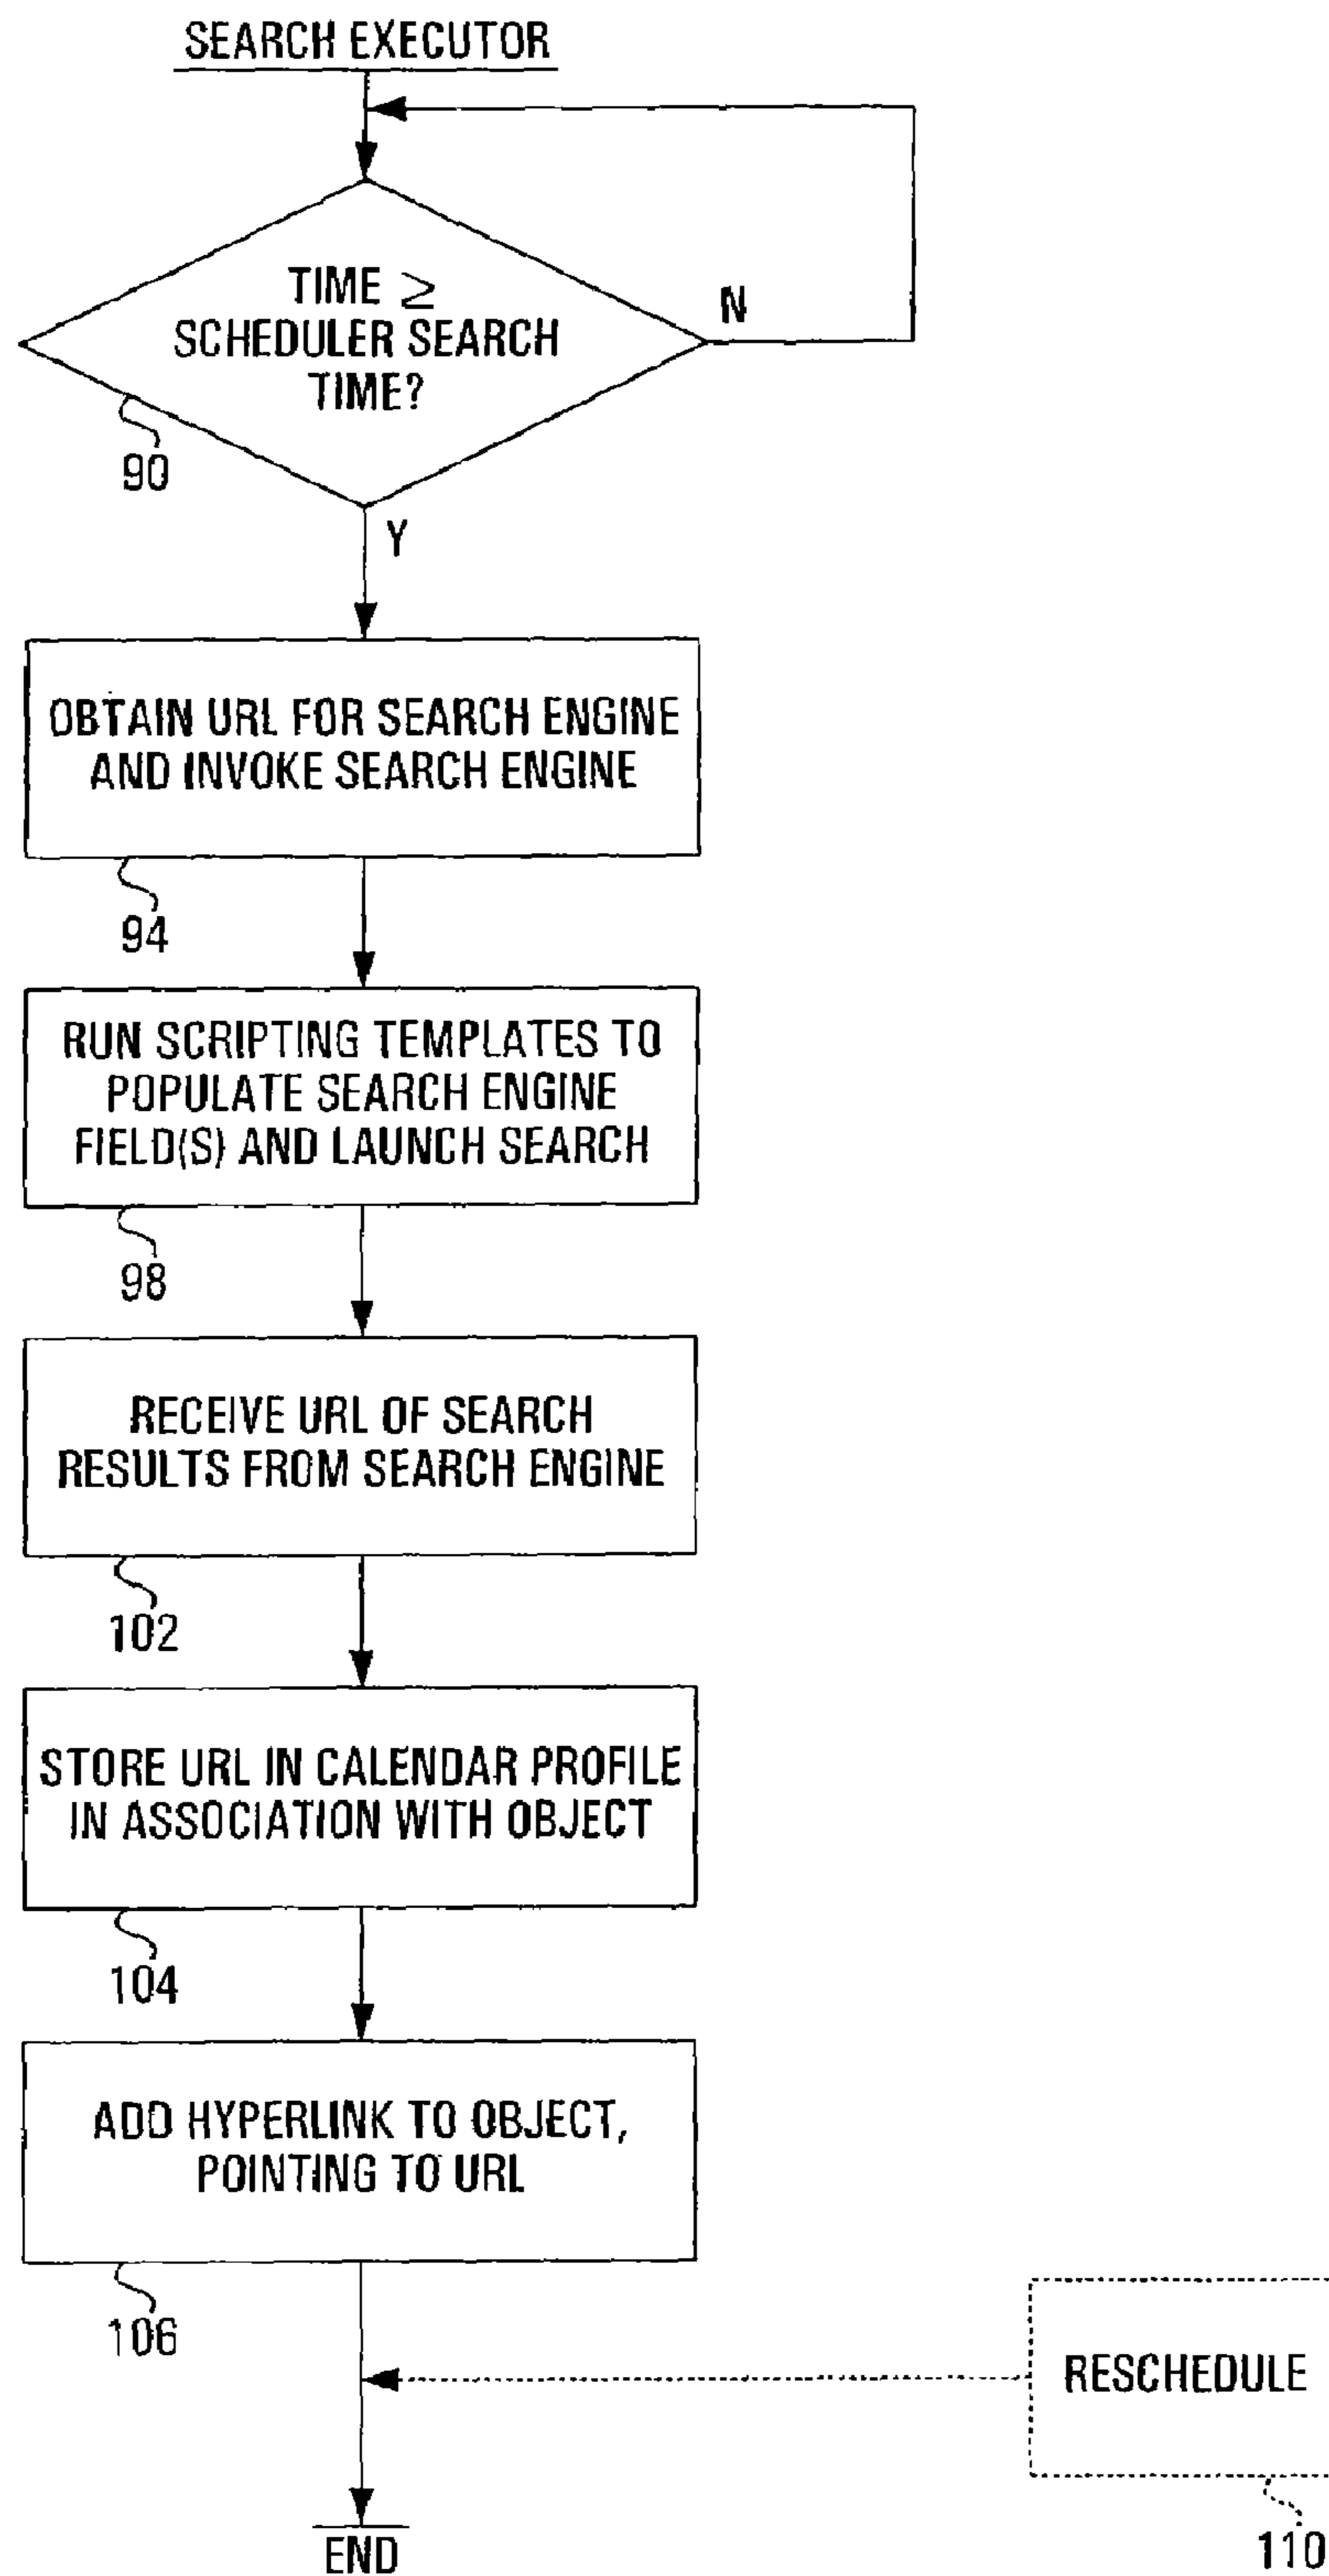 SEARCH EXECUTOR
TIME ≥
SCHEDULER SEARCH
TIME?
N
90
Y
OBTAIN URL FOR SEARCH ENGINE
AND INVOKE SEARCH ENGINE
94
RUN SCRIPTING TEMPLATES TO
POPULATE SEARCH ENGINE
FIELD(S) AND LAUNCH SEARCH
98
RECEIVE URL OF SEARCH
RESULTS FROM SEARCH ENGINE
102
STORE URL IN CALENDAR PROFILE
IN ASSOCIATION WITH OBJECT
104
ADD HYPERLINK TO OBJECT,
POINTING TO URL
106
RESCHEDULE
110
END